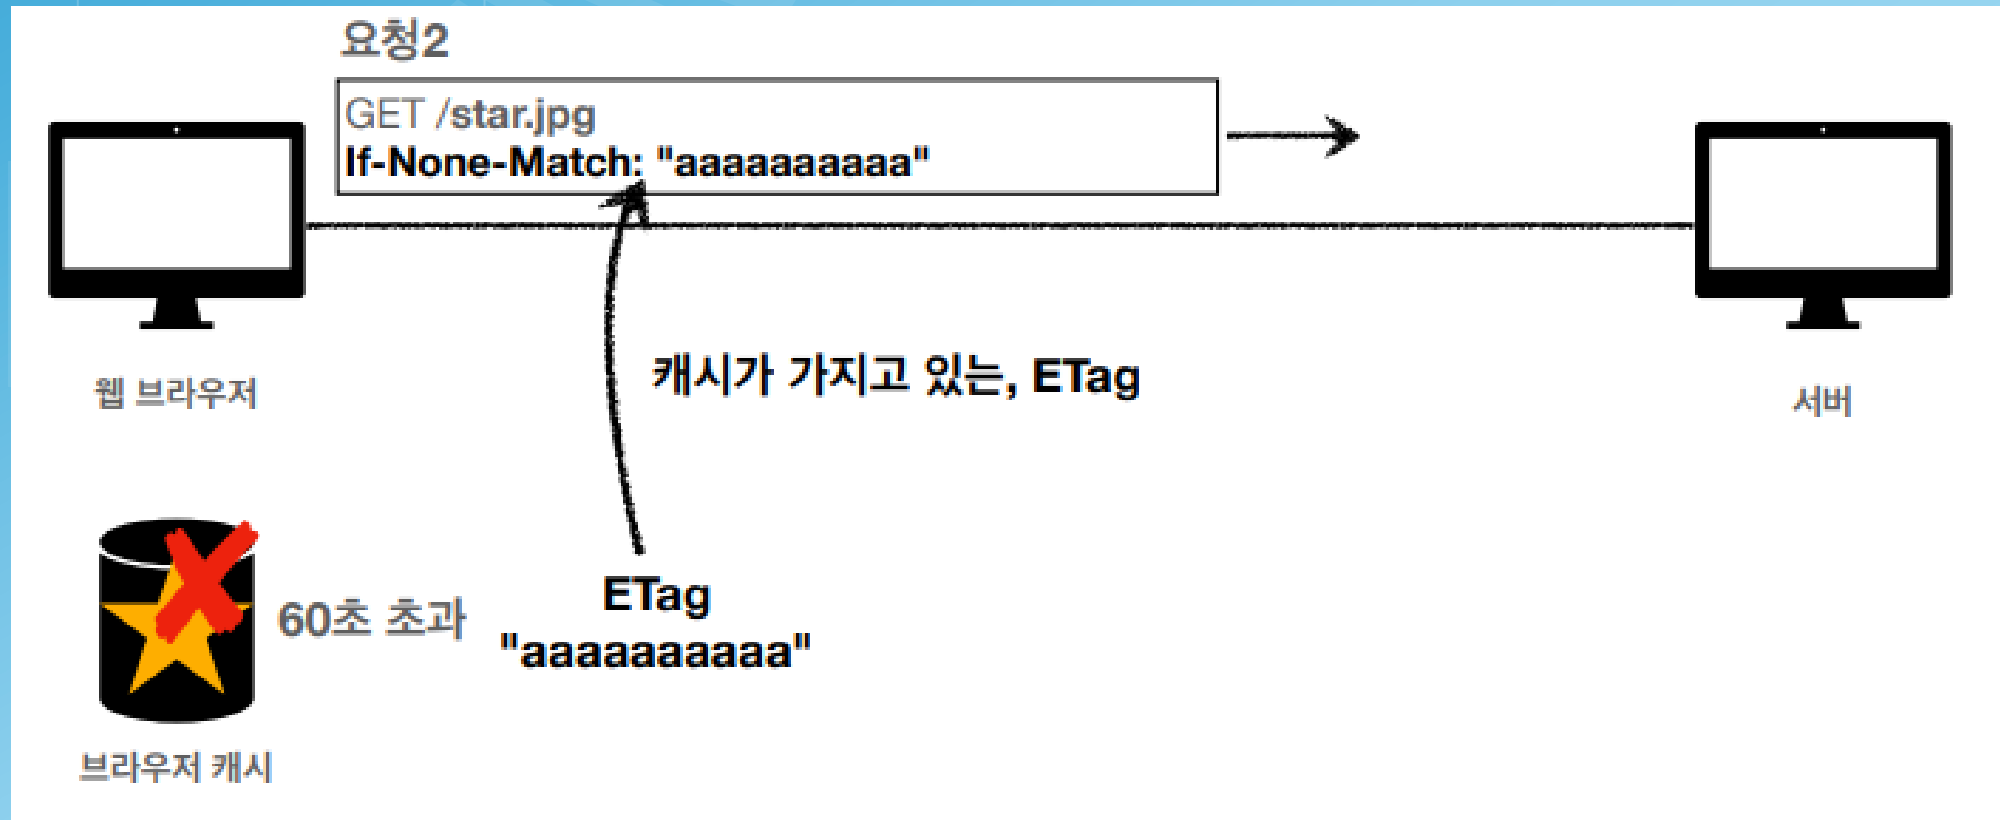 요청2
GET /star.jpg
If-None-Match: "aaaaaaaaaa"
캐시가 가지고 있는, ETag
웹 브라우저
서버
60초 초과
ETag
"aaaaaaaaaa"
브라우저 캐시